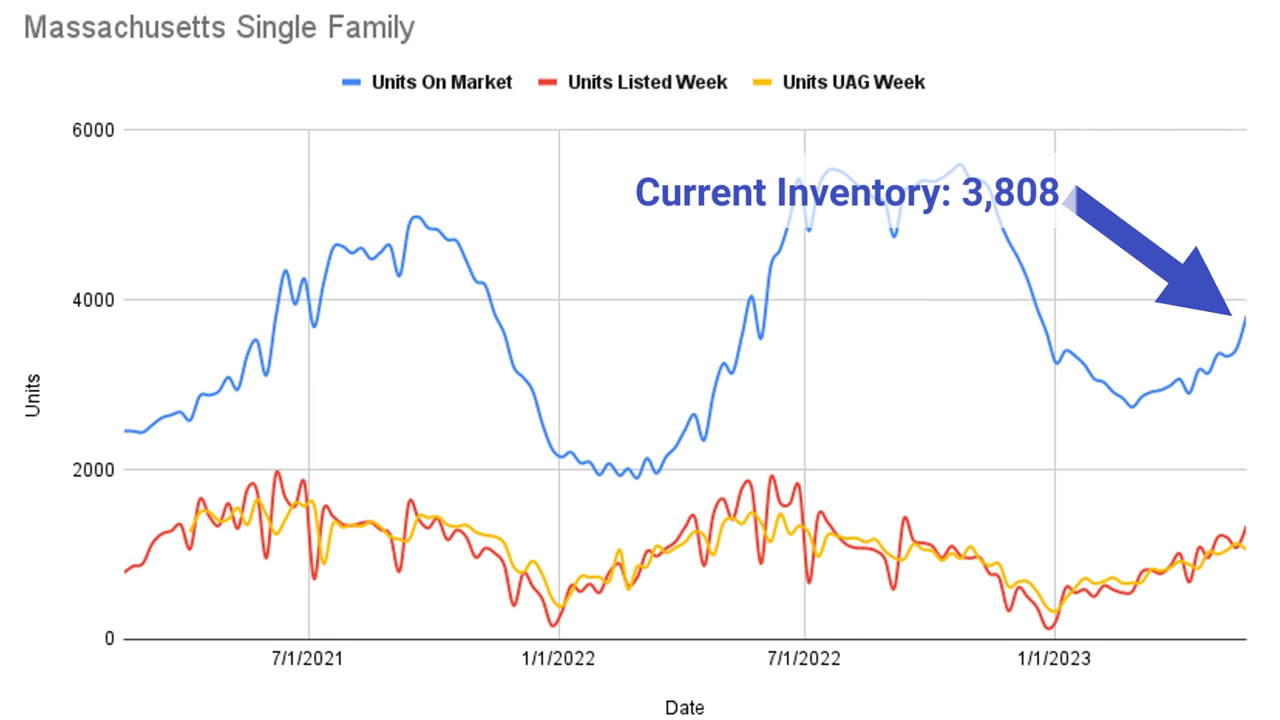 Massachusetts Single Family
Units On Market Units Listed Week Units UAG Week
6000
Current Inventory: 3,808
4000
Units
2000
0
7/1/2021 1/1/2022 7/1/2022 1/1/2023
Date